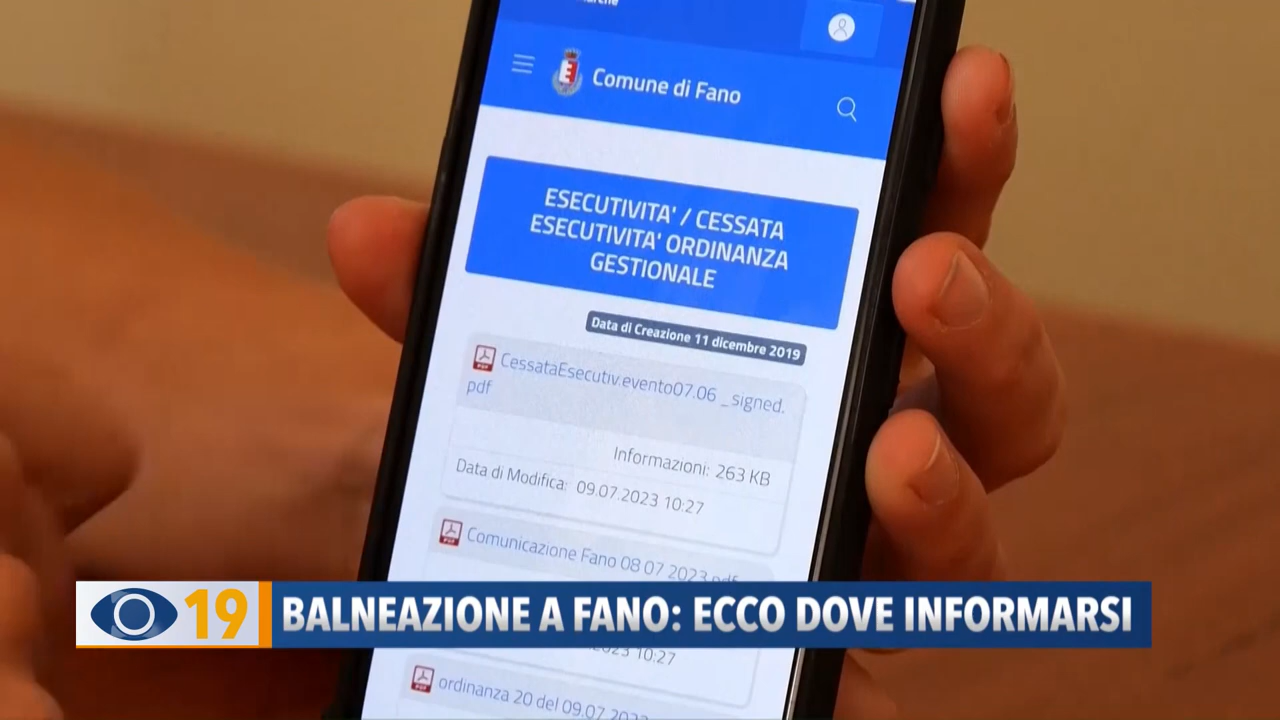 Comune di Fano
ESECUTIVITA' / CESSATA
ESECUTIVITA' ORDINANZA
GESTIONALE
Data di Creazione 11 dicembre 2019
CessataEsecutiv.evento07.06 _signed.
pdf
Informazioni: 263 KB
Data di Modifica: 09.07.2023 10:27
Comunicazione Fano 08 07 2023.pdf
19 BALNEAZIONE A FANO: ECCO DOVE INFORMARSI
10:27
ordinanza 20 del 09.07